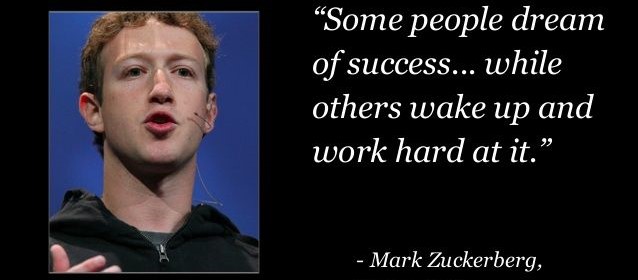 “Some people dream
of success... while
others wake up and
work hard at it.”
- Mark Zuckerberg,